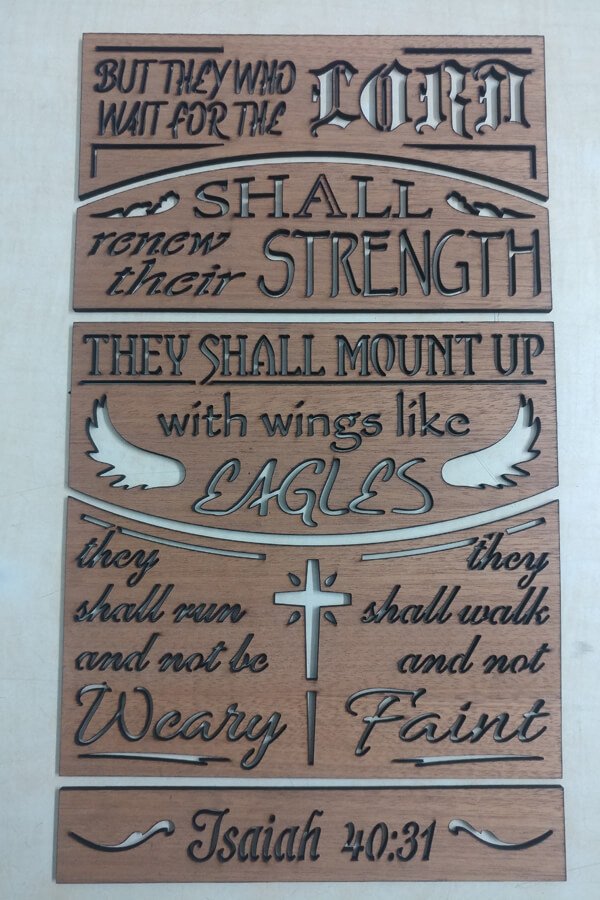 BUT THEY WHO
WAIT FOR THE LORD
SHALL
renew their STRENGTH
THEY SHALL MOUNT UP
with wings like
EAGLES
they
shall run
and not be
Weary
they
shall walk
and not
Faint
Isaiah 40:31